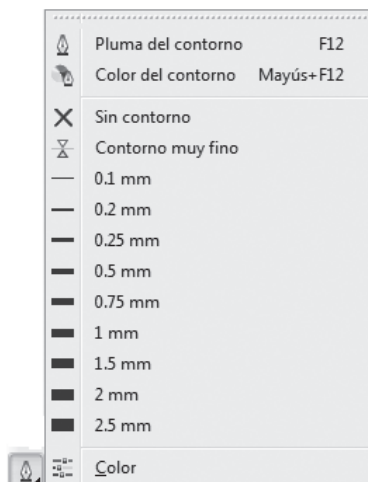 Pluma del contorno F12
Color del contorno Mayús+F12
Sin contorno
Contorno muy fino
0.1 mm
0.2 mm
0.25 mm
0.5 mm
0.75 mm
1 mm
1.5 mm
2 mm
2.5 mm
Color